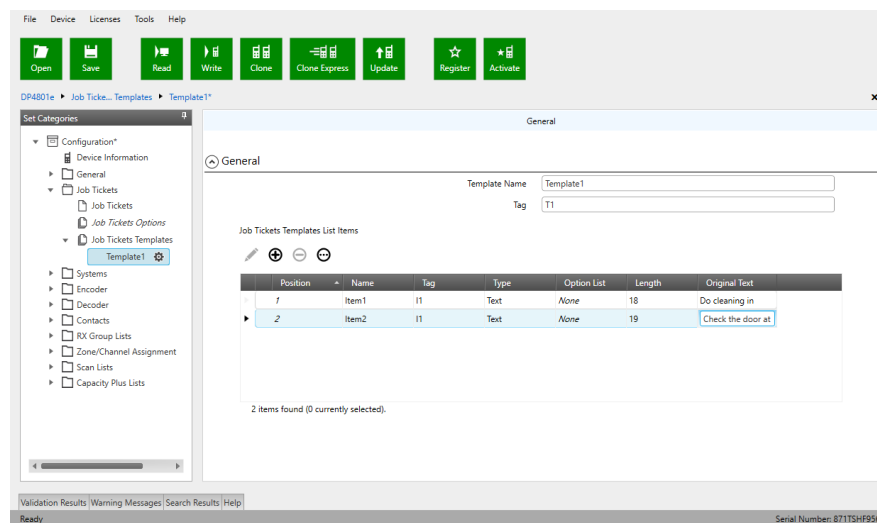 File Device Licenses Tools Help
Open Save Read Write Clone Clone Express Update Register Activate
DP4801e Job Ticke... Templates Template1*
Set Categories
General
Configuration*
Device Information
General
Job Tickets
Job Tickets
Job Tickets Options
Job Tickets Templates
Template1
Systems
Encoder
Decoder
Contacts
RX Group Lists
Zone/Channel Assignment
Scan Lists
Capacity Plus Lists
General
Template Name Template1
Tag T1
Job Tickets Templates List Items
Position Name Tag Type Option List Length Original Text
1 Item1 I1 Text None 18 Do cleaning in
2 Item2 I1 Text None 19 Check the door at
2 items found (0 currently selected).
Validation Results Warning Messages Search Results Help
Ready Serial Number: 871TSHF95